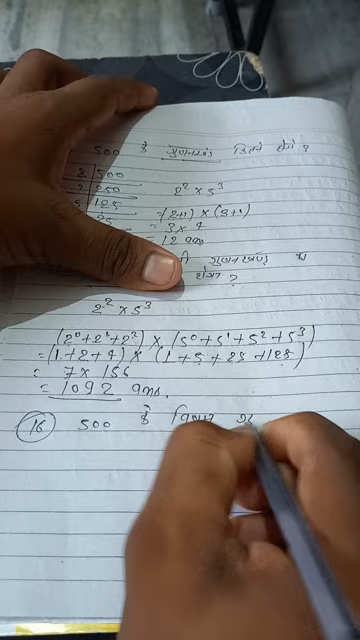 500 के गुणनखंड कितने होंगे ?
2 | 500
2 | 250
5 | 125
2² × 5³
= (2+1) × (3+1)
= 3 × 4
= 12 ans
गुणनखण्ड का
?
2² × 5³
(2⁰+2¹+2²) × (5⁰+5¹+5²+5³)
= (1+2+4) × (1+5+25+125)
= 7 × 156
= 1092 ans.
16 500 के विषम